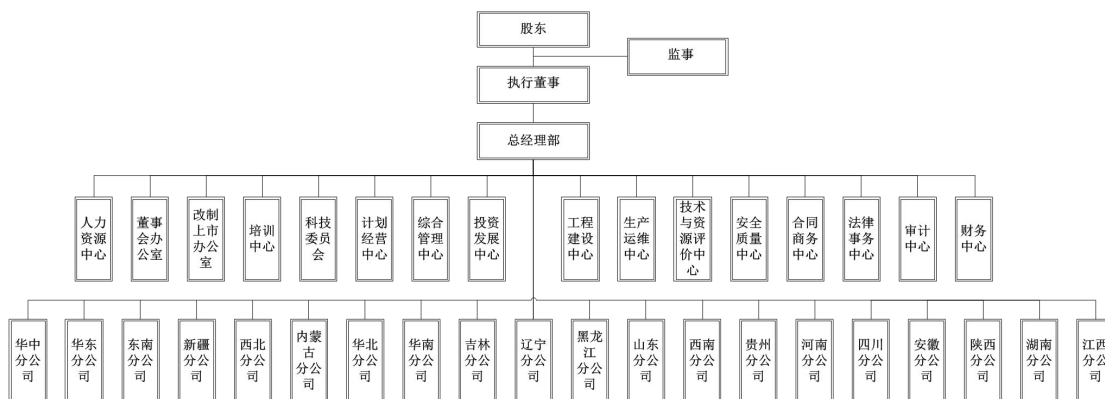 股东
监事
执行董事
总经理部
人力
资源
中心
董事
会办
公室
改制
上市
办公
室
培训
中心
科技
委员
会
计划
经营
中心
综合
管理
中心
投资
发展
中心
工程
建设
中心
生产
运维
中心
技术
与资
源评
价中
心
安全
质量
中心
合同
商务
中心
法律
事务
中心
审计
中心
财务
中心
华中
分公
司
华东
分公
司
东南
分公
司
新疆
分公
司
西北
分公
司
内蒙
古
分公
司
华北
分公
司
华南
分公
司
吉林
分公
司
辽宁
分公
司
黑龙
江
分公
司
山东
分公
司
西南
分公
司
贵州
分公
司
河南
分公
司
四川
分公
司
安徽
分公
司
陕西
分公
司
湖南
分公
司
江西
分公
司